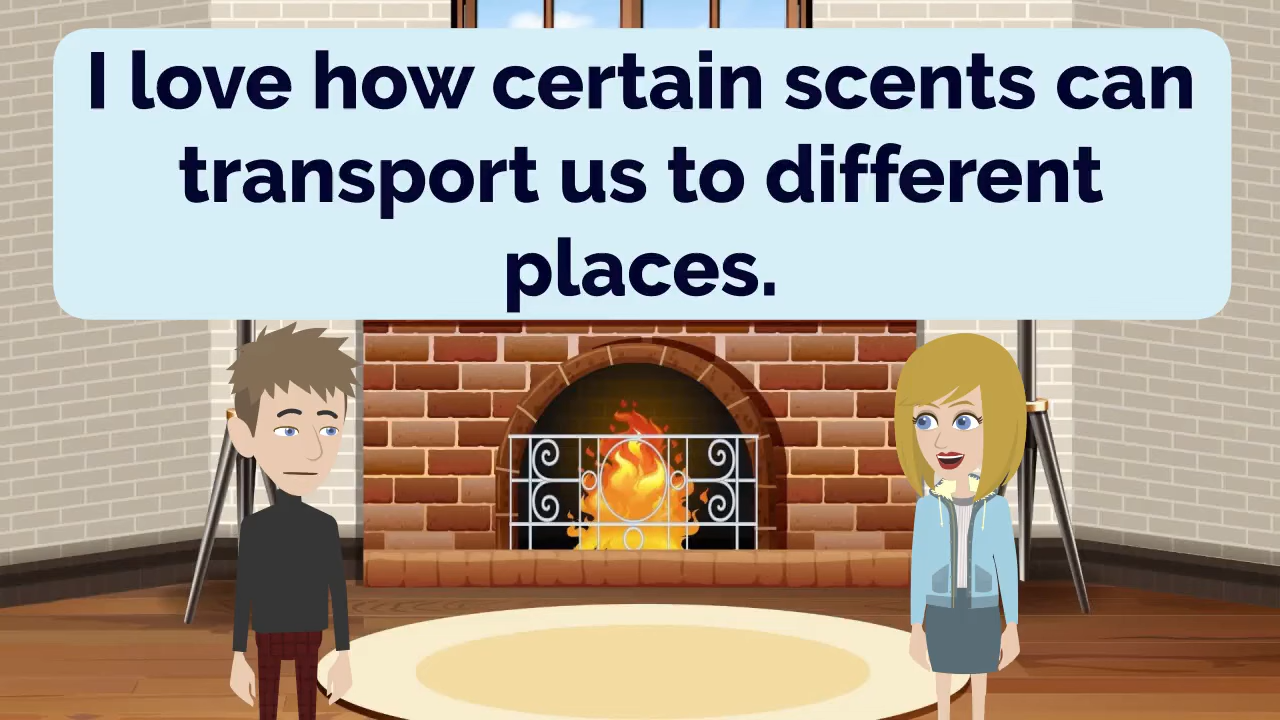 I love how certain scents can
transport us to different
places.